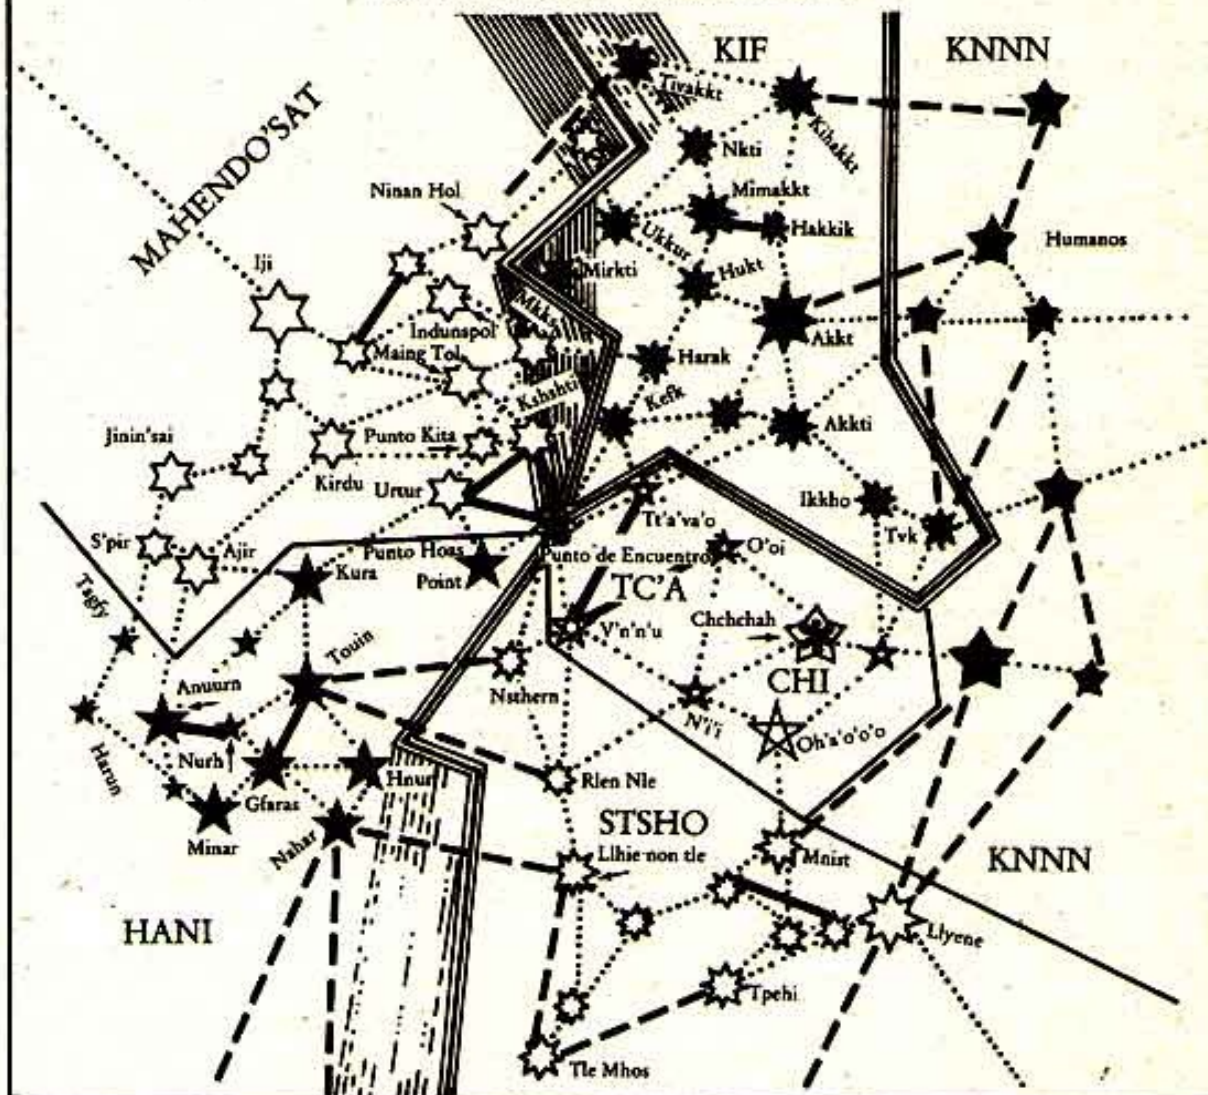 KIF
KNNN
Tivakkt
Kihakkt
MAHENDO'SAT
Nkti
Ninan Hol
Mimakkt
Ukkur
Hakkik
Humanos
Iji
Mirkti
Hukt
Mkks
Indunspol
Akkt
Maing Tol
Harak
Kshshti
Kefk
Jinin'sai
Punto Kita
Akkti
Kirdu
Urtur
Ikkho
Tt'a'va'o
Tvk
S'pir
Ajir
Punto Hoas
Point
Punto de Encuentro
O'oi
Kura
TC'A
Tagfy
Chchchah
V'n'n'u
Touin
Anuurn
Nsthern
CHI
N'i'i
Oh'a'o'o'o
Harun
Nurh
Hnur
Rlen Nle
Gfaras
STSHO
Minar
Nahar
Llhie non tle
Mnist
KNNN
HANI
Llyene
Tpehi
Tle Mhos